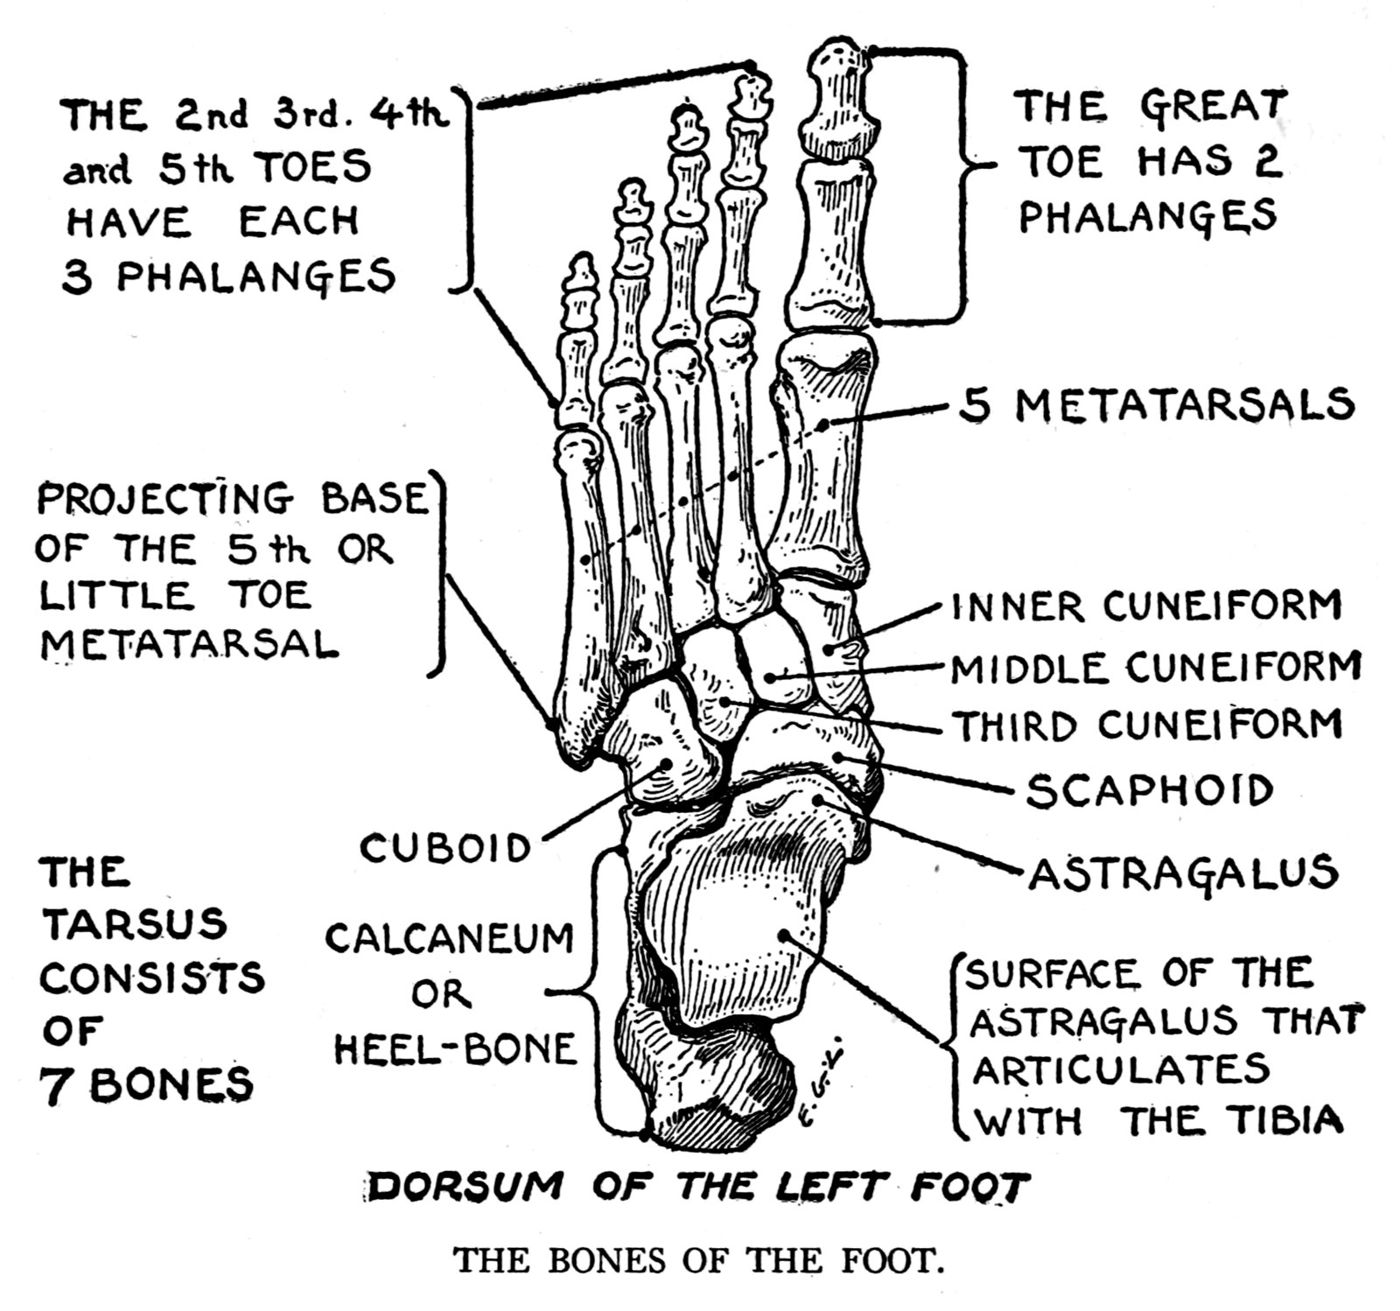 THE 2nd 3rd. 4th
and 5th TOES
HAVE EACH
3 PHALANGES
THE GREAT
TOE HAS 2
PHALANGES
5 METATARSALS
PROJECTING BASE
OF THE 5th OR
LITTLE TOE
METATARSAL
INNER CUNEIFORM
MIDDLE CUNEIFORM
THIRD CUNEIFORM
SCAPHOID
ASTRAGALUS
CUBOID
THE
TARSUS
CONSISTS
OF
7 BONES
CALCANEUM
OR
HEEL-BONE
SURFACE OF THE
ASTRAGALUS THAT
ARTICULATES
WITH THE TIBIA
E.G.K.
DORSUM OF THE LEFT FOOT
THE BONES OF THE FOOT.